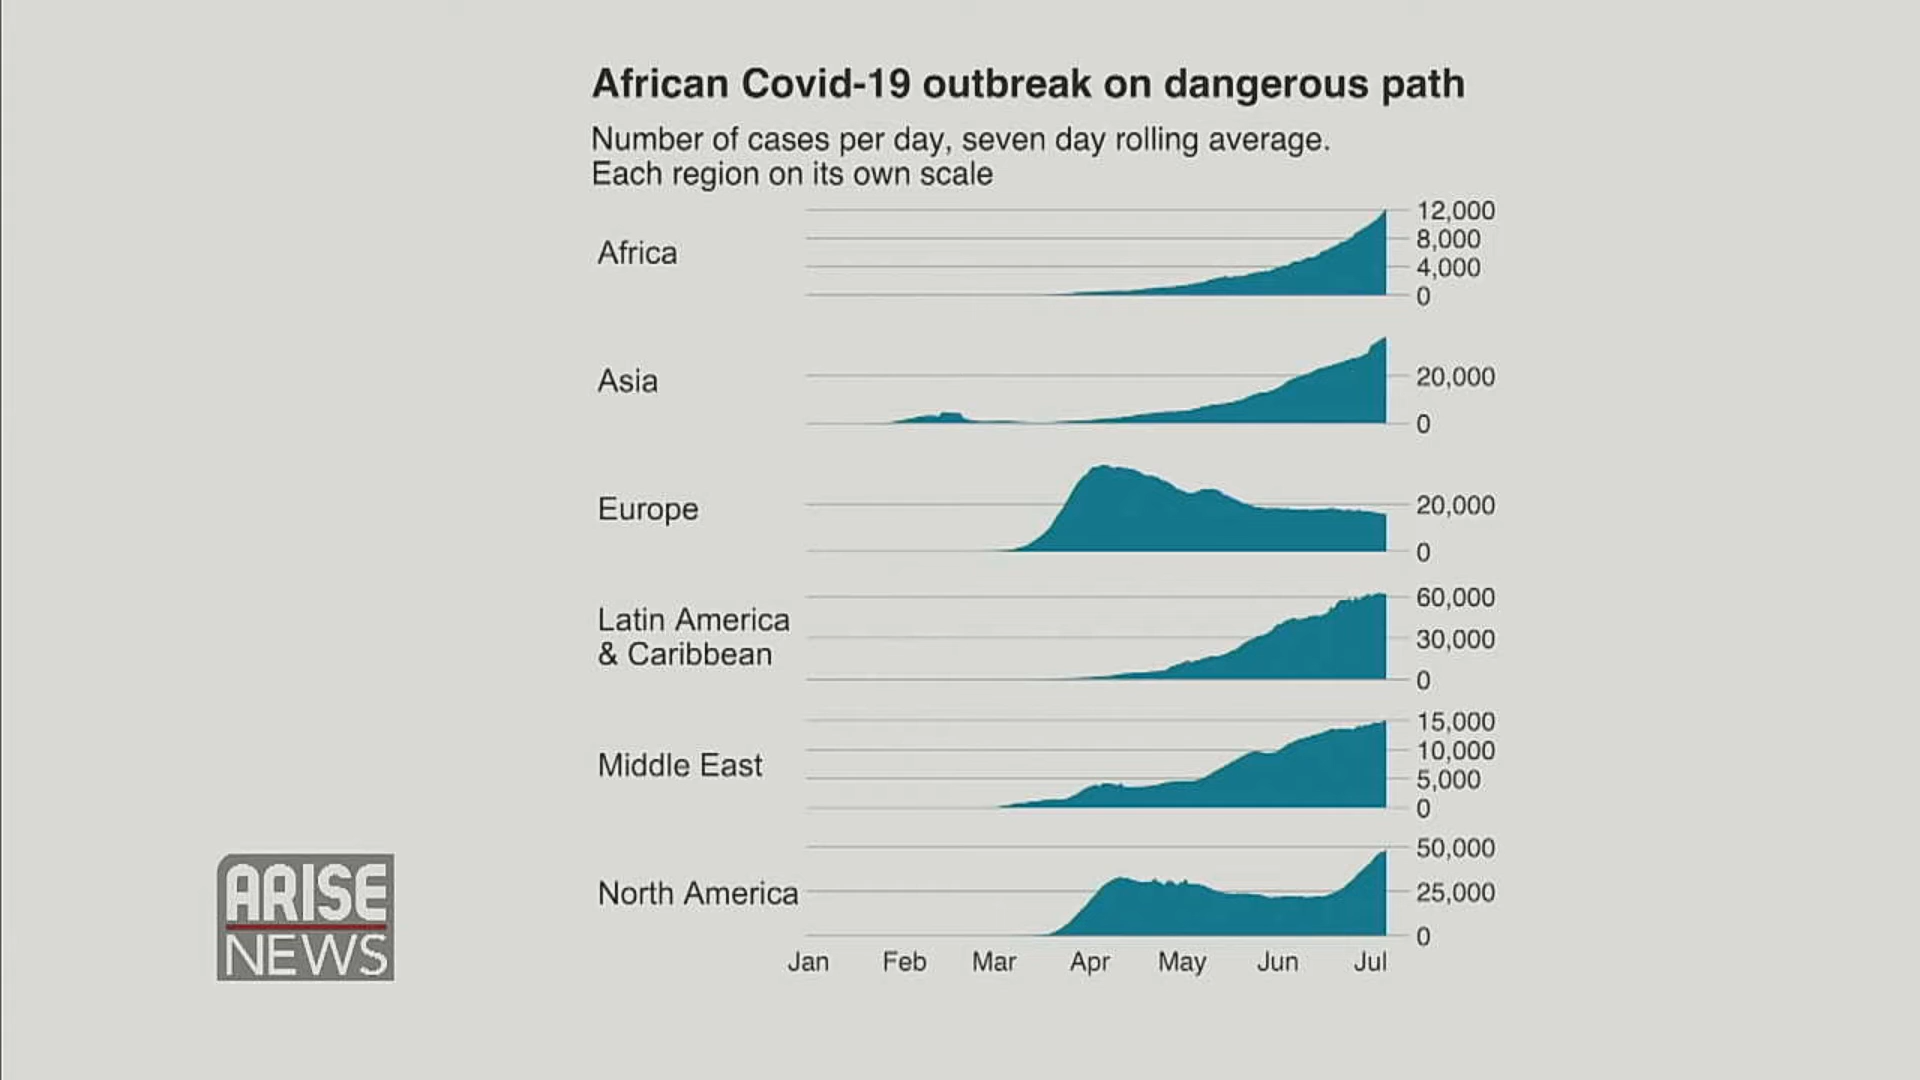 African Covid-19 outbreak on dangerous path
Number of cases per day, seven day rolling average.
Each region on its own scale
Africa
12,000
8,000
4,000
0
Asia
20,000
0
Europe
20,000
0
Latin America
& Caribbean
60,000
30,000
0
Middle East
15,000
10,000
5,000
0
North America
50,000
25,000
0
Jan Feb Mar Apr May Jun Jul
ARISE
NEWS